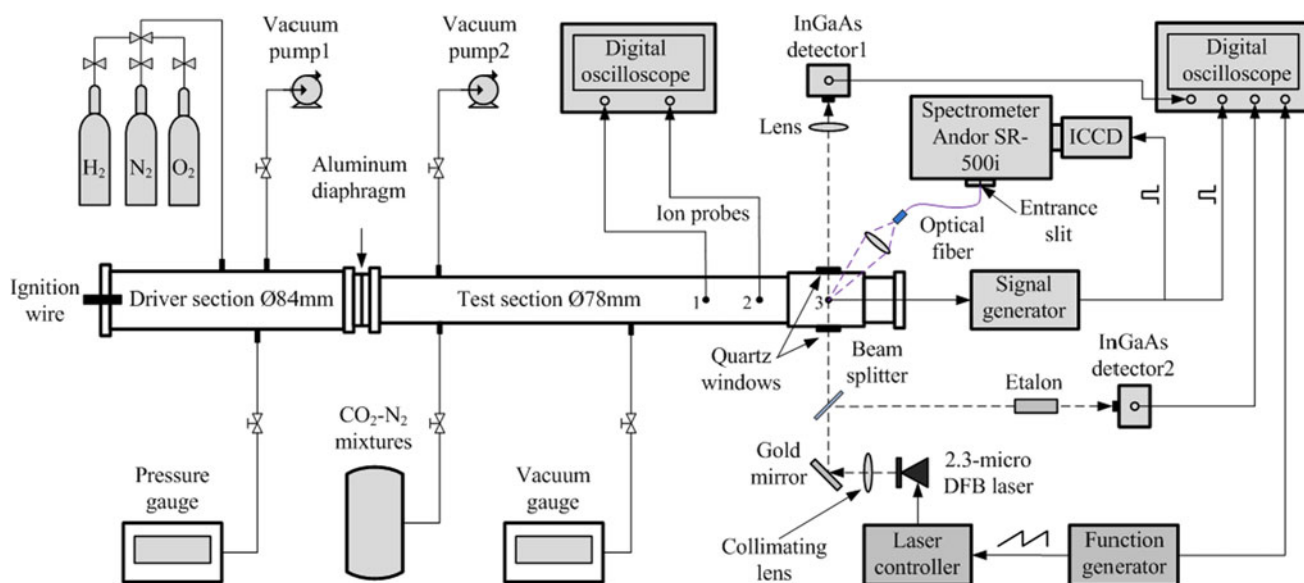 Vacuum
pump1
Vacuum
pump2
Digital
oscilloscope
InGaAs
detector1
Digital
oscilloscope
H2
N2
O2
Aluminum
diaphragm
Lens
Spectrometer
Andor SR-
500i
ICCD
Ion probes
Optical
fiber
Entrance
slit
Ignition
wire
Driver section Ø84mm
Test section Ø78mm
1
2
3
Signal
generator
Quartz
windows
Beam
splitter
InGaAs
detector2
Etalon
CO2-N2
mixtures
Pressure
gauge
Vacuum
gauge
Gold
mirror
2.3-micro
DFB laser
Collimating
lens
Laser
controller
Function
generator